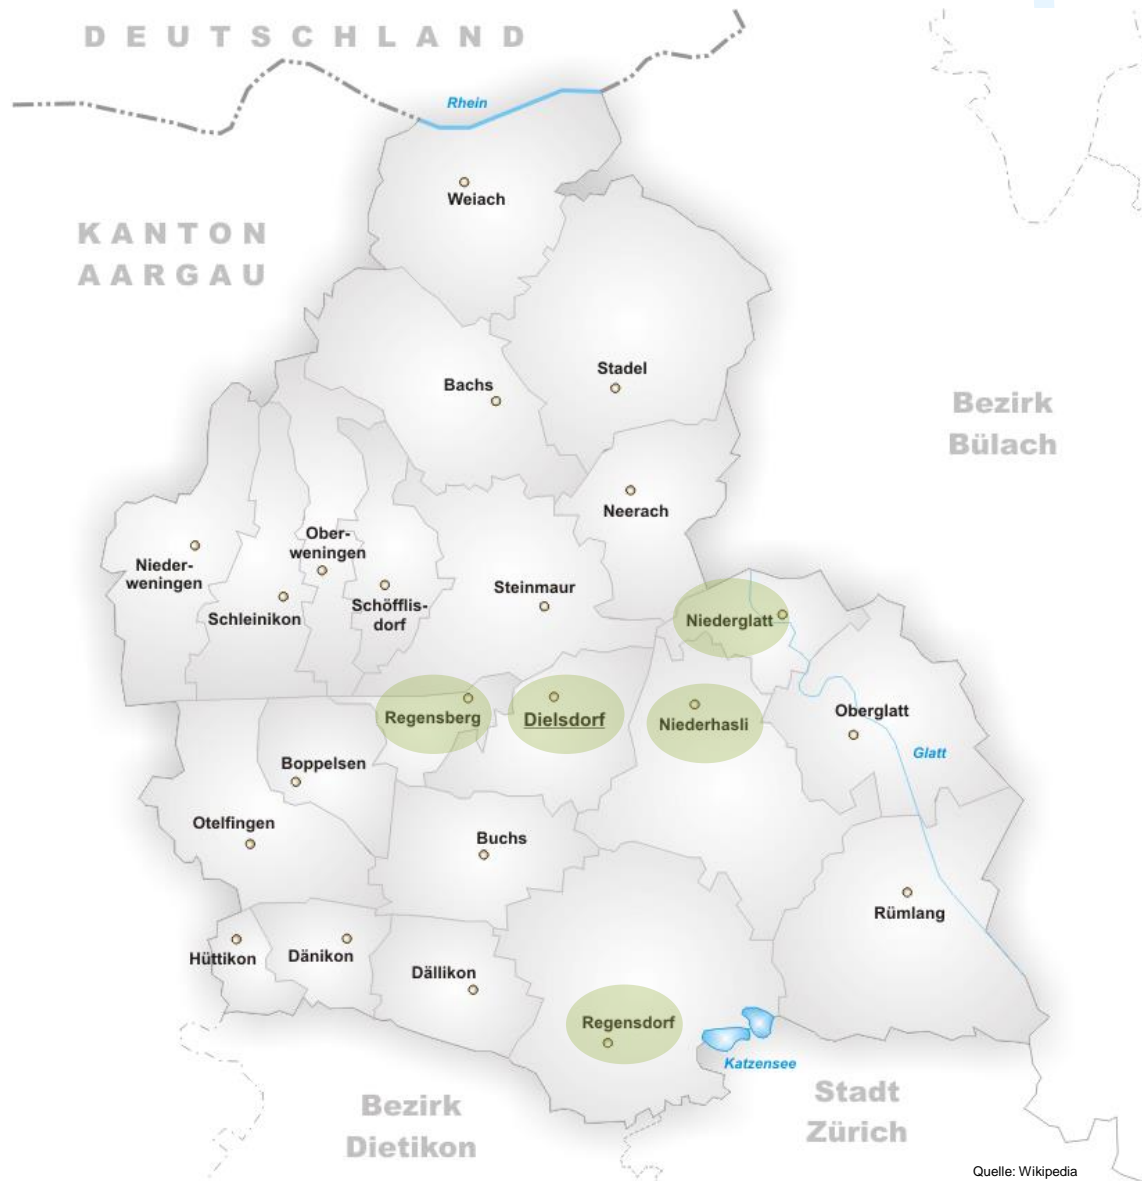 DEUTSCHLAND
Rhein
Weiach
KANTON
AARGAU
Stadel
Bachs
Bezirk
Bülach
Neerach
Ober-
weningen
Nieder-
weningen
Steinmaur
Schöfflis-
dorf
Schleinikon
Niederglatt
Regensberg
Dielsdorf
Niederhasli
Oberglatt
Glatt
Boppelsen
Otelfingen
Buchs
Rümlang
Hüttikon
Dänikon
Dällikon
Regensdorf
Katzensee
Bezirk
Dietikon
Stadt
Zürich
Quelle: Wikipedia